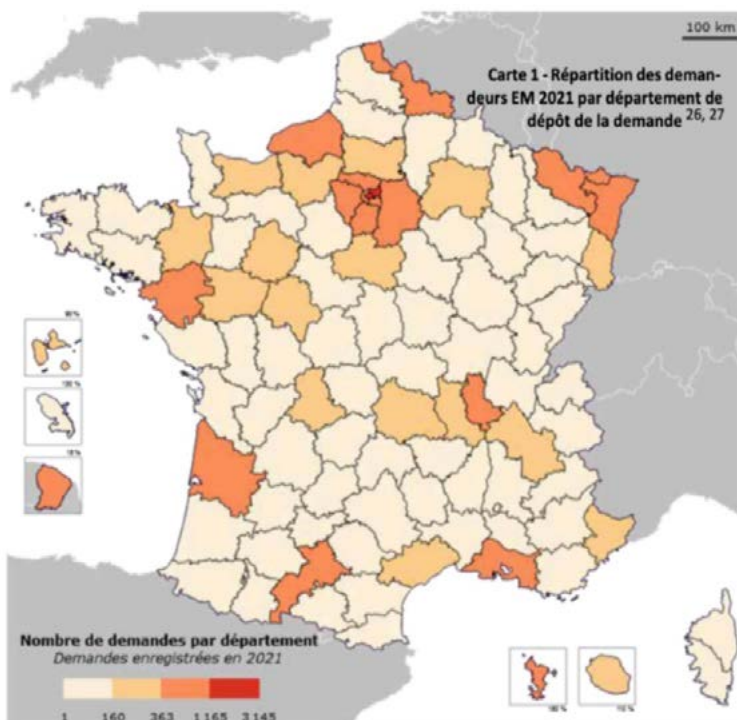 100 km
Carte 1 - Répartition des deman-
deurs EM 2021 par département de
dépôt de la demande 26, 27
Nombre de demandes par département
Demandes enregistrées en 2021
1 160 263 1,165 3,145